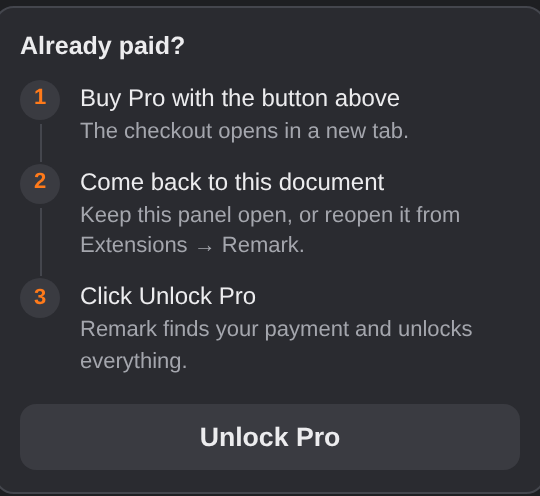 Already paid?
1 Buy Pro with the button above
The checkout opens in a new tab.
2 Come back to this document
Keep this panel open, or reopen it from
Extensions → Remark.
3 Click Unlock Pro
Remark finds your payment and unlocks
everything.
Unlock Pro